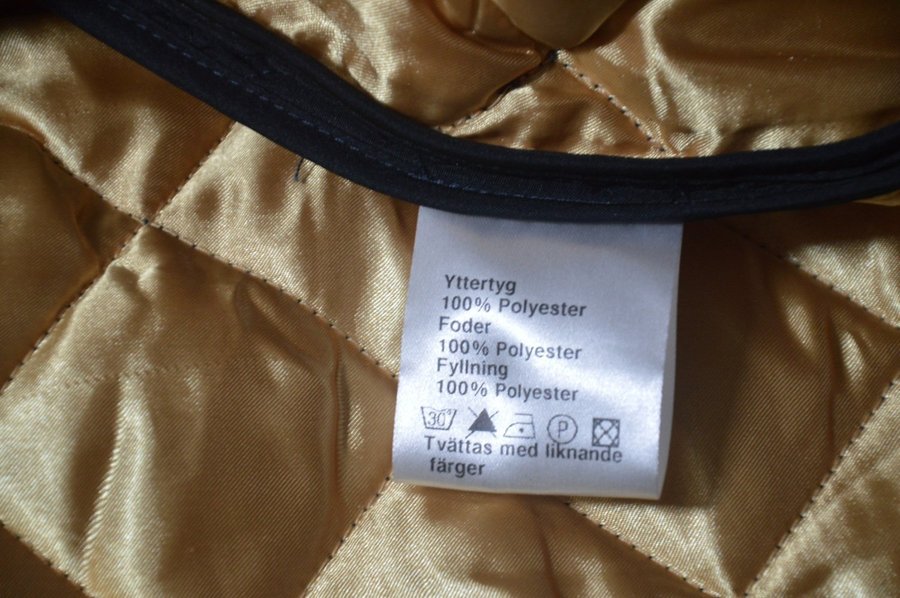 Yttertyg
100% Polyester
Foder
100% Polyester
Fyllning
100% Polyester
30° P
Tvättas med liknande
färger